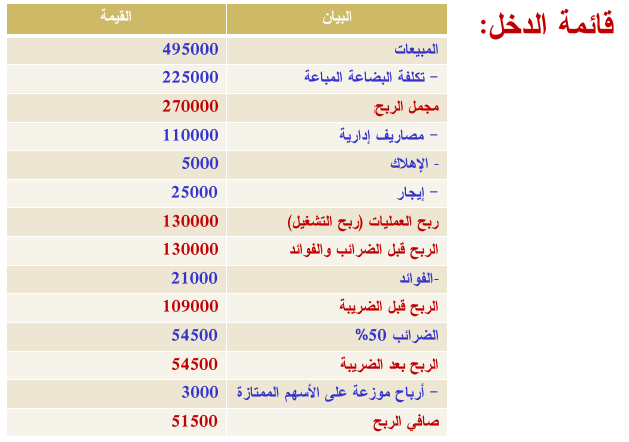 قائمة الدخل:
البيان القيمة
المبيعات 495000
– تكلفة البضاعة المباعة 225000
مجمل الربح 270000
– مصاريف إدارية 110000
- الإهلاك 5000
– إيجار 25000
ربح العمليات (ربح التشغيل) 130000
الربح قبل الضرائب والفوائد 130000
-الفوائد 21000
الربح قبل الضريبة 109000
الضرائب 50% 54500
الربح بعد الضريبة 54500
– أرباح موزعة على الأسهم الممتازة 3000
صافي الربح 51500